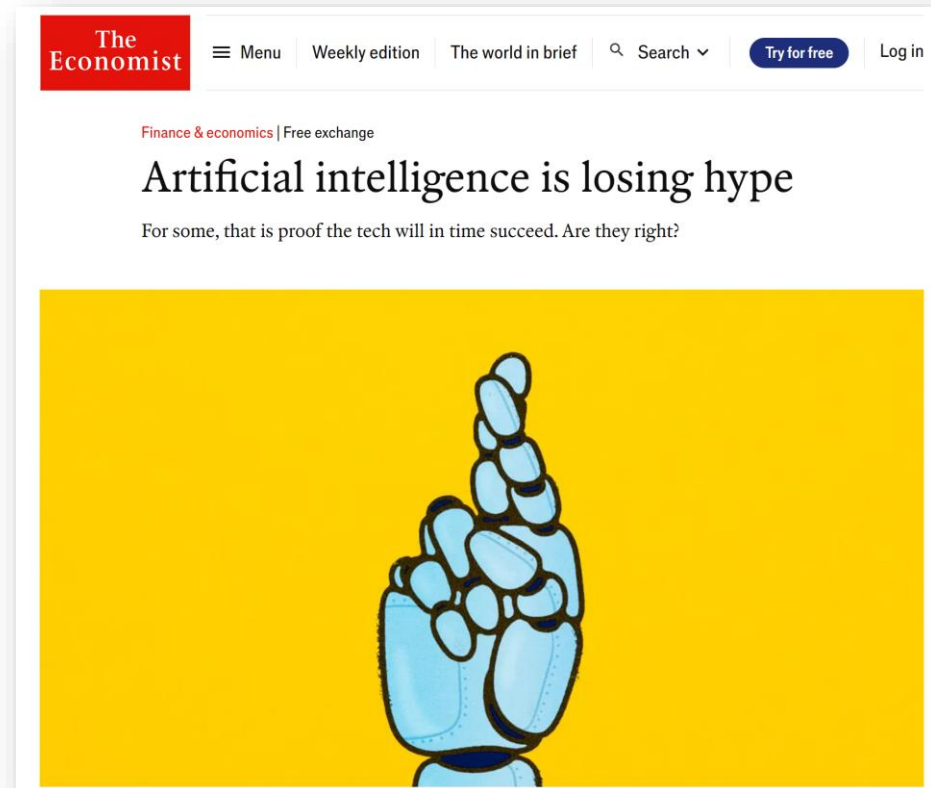 The
Economist
Menu
Weekly edition
The world in brief
Search
Try for free
Log in
Finance & economics | Free exchange
Artificial intelligence is losing hype
For some, that is proof the tech will in time succeed. Are they right?